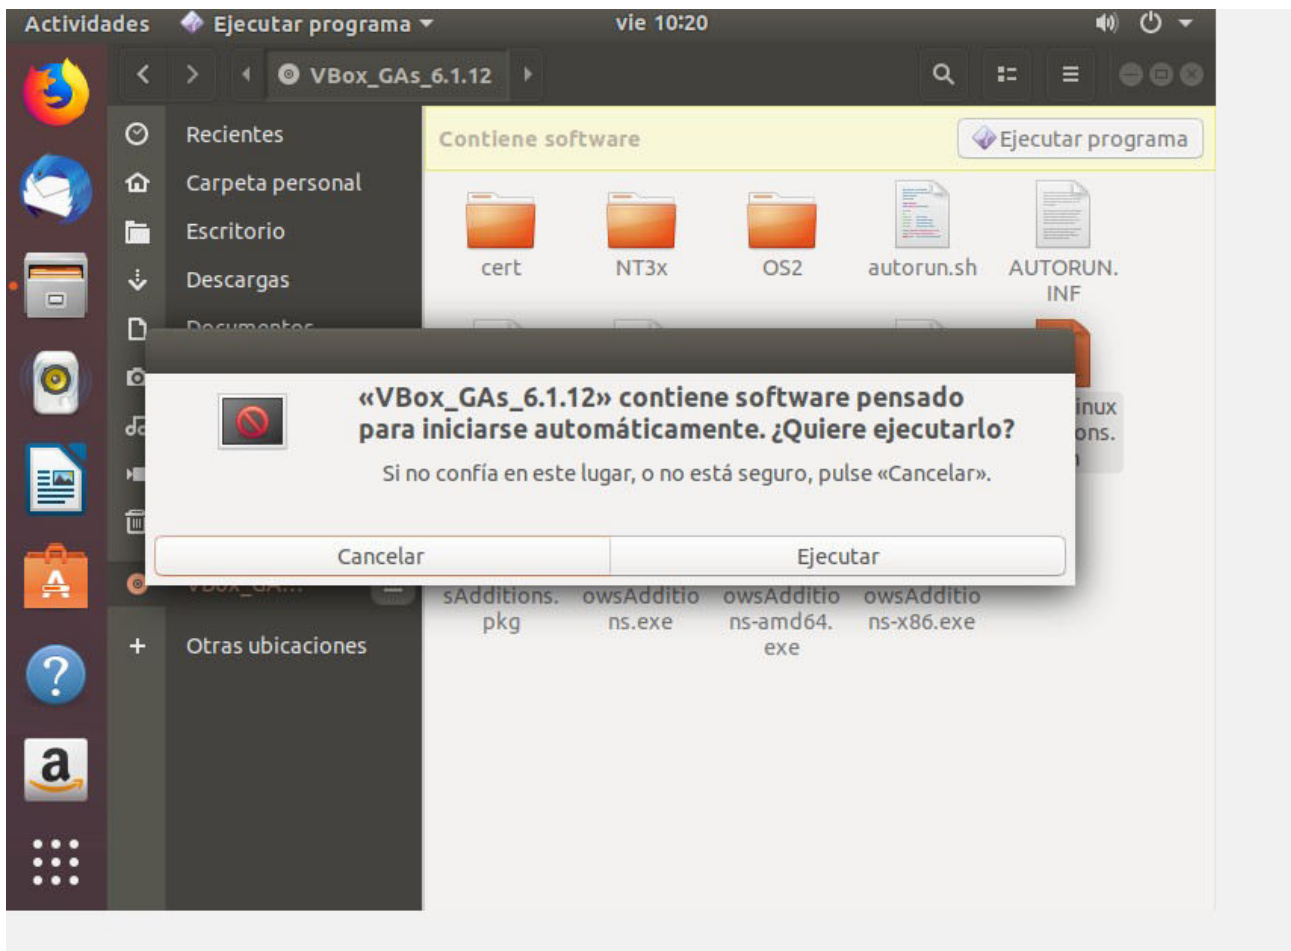 Actividades Ejecutar programa vie 10:20
VBox_GAs_6.1.12
Recientes
Carpeta personal
Escritorio
Descargas
Contiene software Ejecutar programa
cert NT3x OS2 autorun.sh AUTORUN.
INF
«VBox_GAs_6.1.12» contiene software pensado
para iniciarse automáticamente. ¿Quiere ejecutarlo?
Si no confía en este lugar, o no está seguro, pulse «Cancelar».
Cancelar Ejecutar
inux
ons.
sAdditions. owsAdditio owsAdditio owsAdditio
pkg ns.exe ns-amd64. ns-x86.exe
exe
Otras ubicaciones